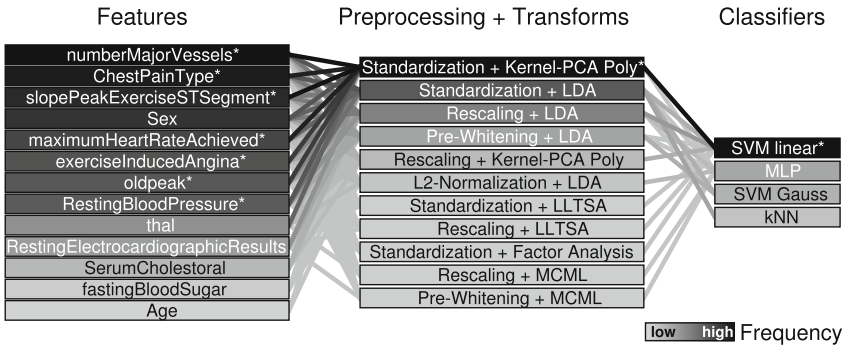 Features
Preprocessing + Transforms
Classifiers
numberMajorVessels*
ChestPainType*
slopePeakExerciseSTSegment*
Sex
maximumHeartRateAchieved*
exerciseInducedAngina*
oldpeak*
RestingBloodPressure*
thal
RestingElectrocardiographicResults
SerumCholestoral
fastingBloodSugar
Age
Standardization + Kernel-PCA Poly*
Standardization + LDA
Rescaling + LDA
Pre-Whitening + LDA
Rescaling + Kernel-PCA Poly
L2-Normalization + LDA
Standardization + LLTSA
Rescaling + LLTSA
Standardization + Factor Analysis
Rescaling + MCML
Pre-Whitening + MCML
SVM linear*
MLP
SVM Gauss
kNN
low high Frequency